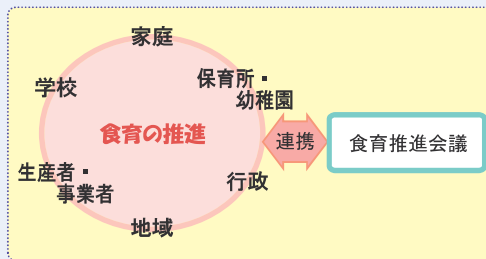 家庭
学校
保育所・
幼稚園
食育の推進
連携
食育推進会議
生産者・
事業者
行政
地域